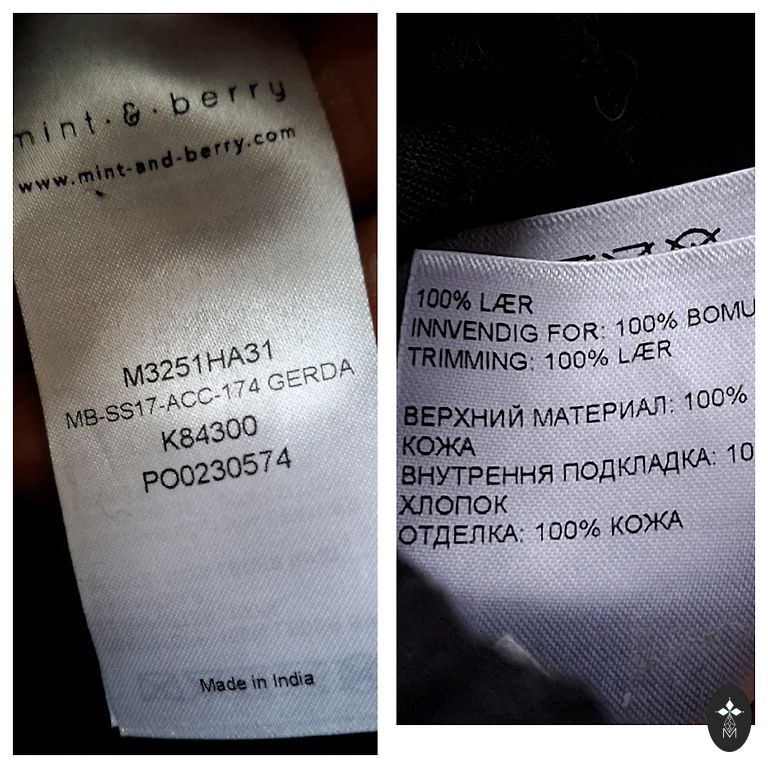 mint · & · berry
www.mint-and-berry.com
M3251HA31
MB-SS17-ACC-174 GERDA
K84300
PO0230574
Made in India
100% LÆR
INNVENDIG FOR: 100% BOMU
TRIMMING: 100% LÆR
ВЕРХНИЙ МАТЕРИАЛ: 100%
КОЖА
ВНУТРЕННЯ ПОДКЛАДКА: 10
ХЛОПОК
ОТДЕЛКА: 100% КОЖА